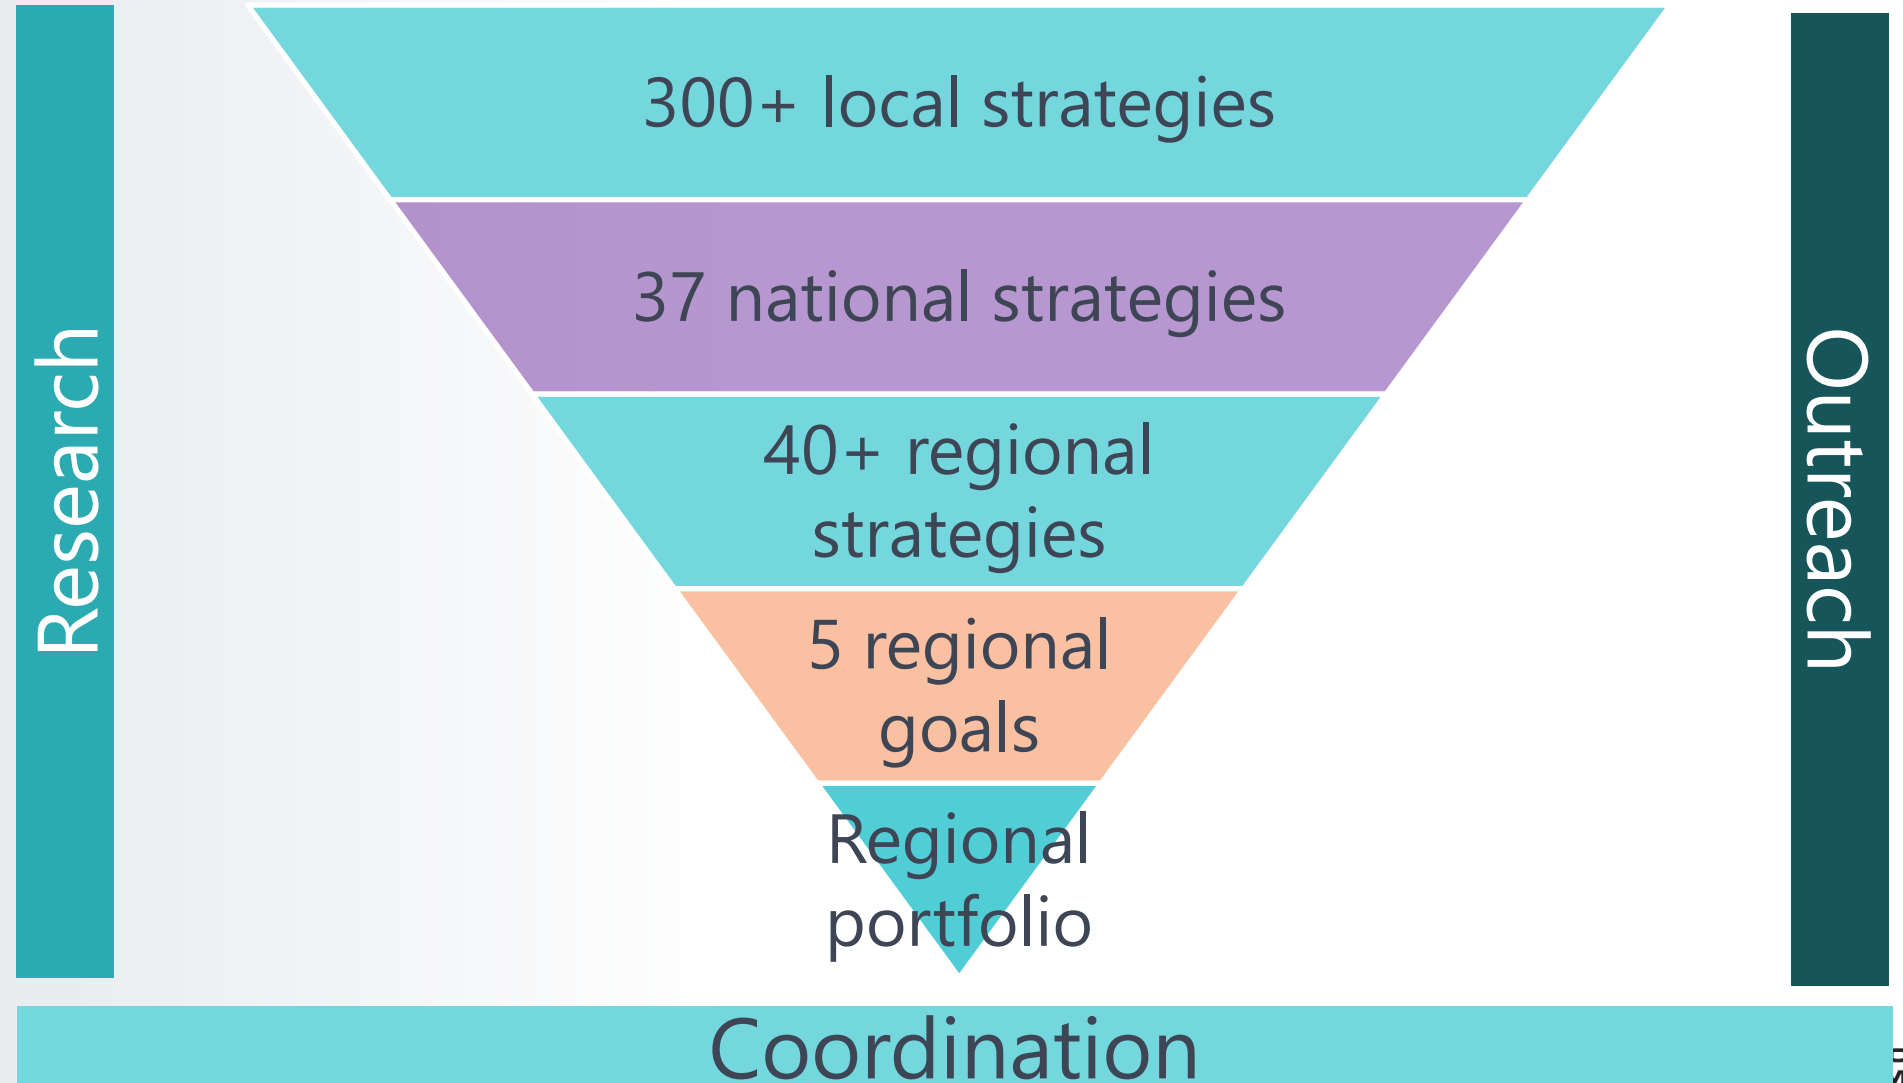 Research
300+ local strategies
37 national strategies
40+ regional
strategies
5 regional
goals
Regional
portfolio
Outreach
Coordination